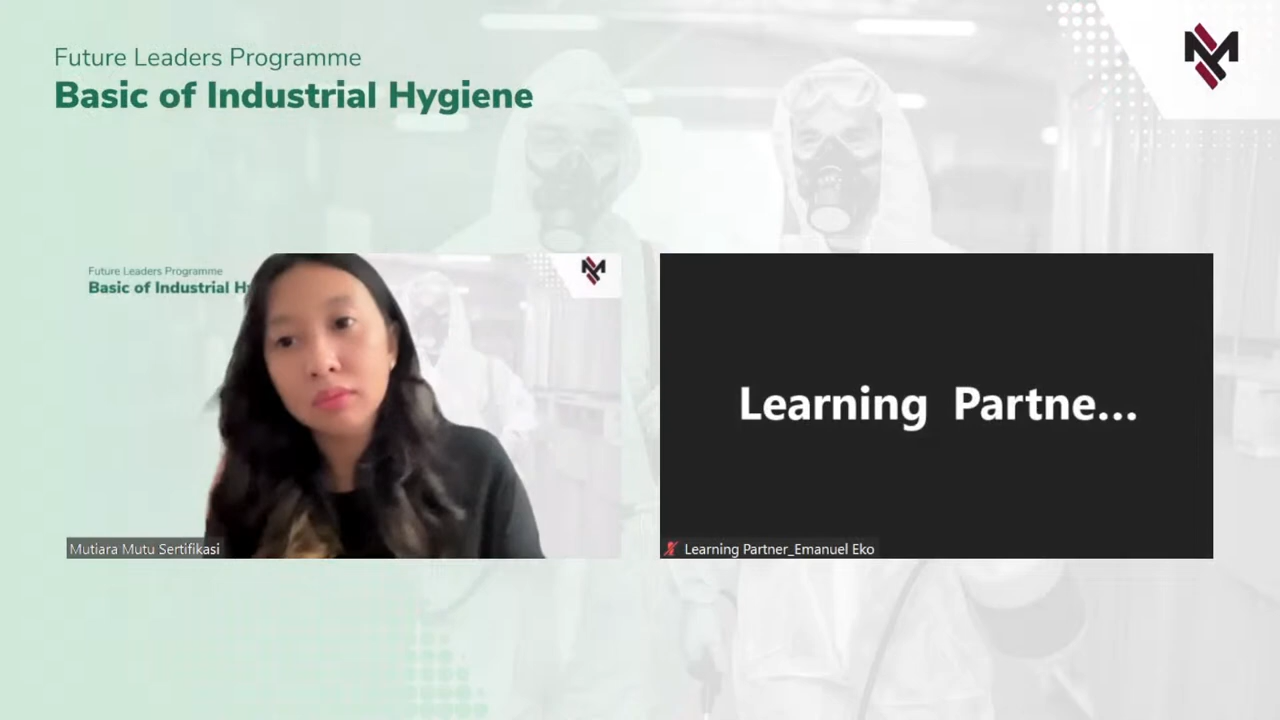 Future Leaders Programme
Basic of Industrial Hygiene
Future Leaders Programme
Basic of Industrial H
Learning Partne...
Mutiara Mutu Sertifikasi
Learning Partner_Emanuel Eko